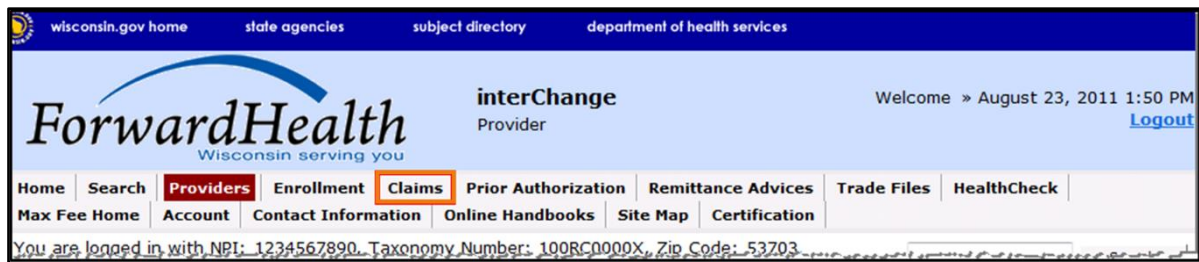 wisconsin.gov home state agencies subject directory department of health services
ForwardHealth
Wisconsin serving you
interChange
Provider
Welcome » August 23, 2011 1:50 PM
Logout
Home Search Providers Enrollment Claims Prior Authorization Remittance Advices Trade Files HealthCheck
Max Fee Home Account Contact Information Online Handbooks Site Map Certification
You are logged in with NPI: 1234567890, Taxonomy Number: 100RC0000X, Zip Code: 53703